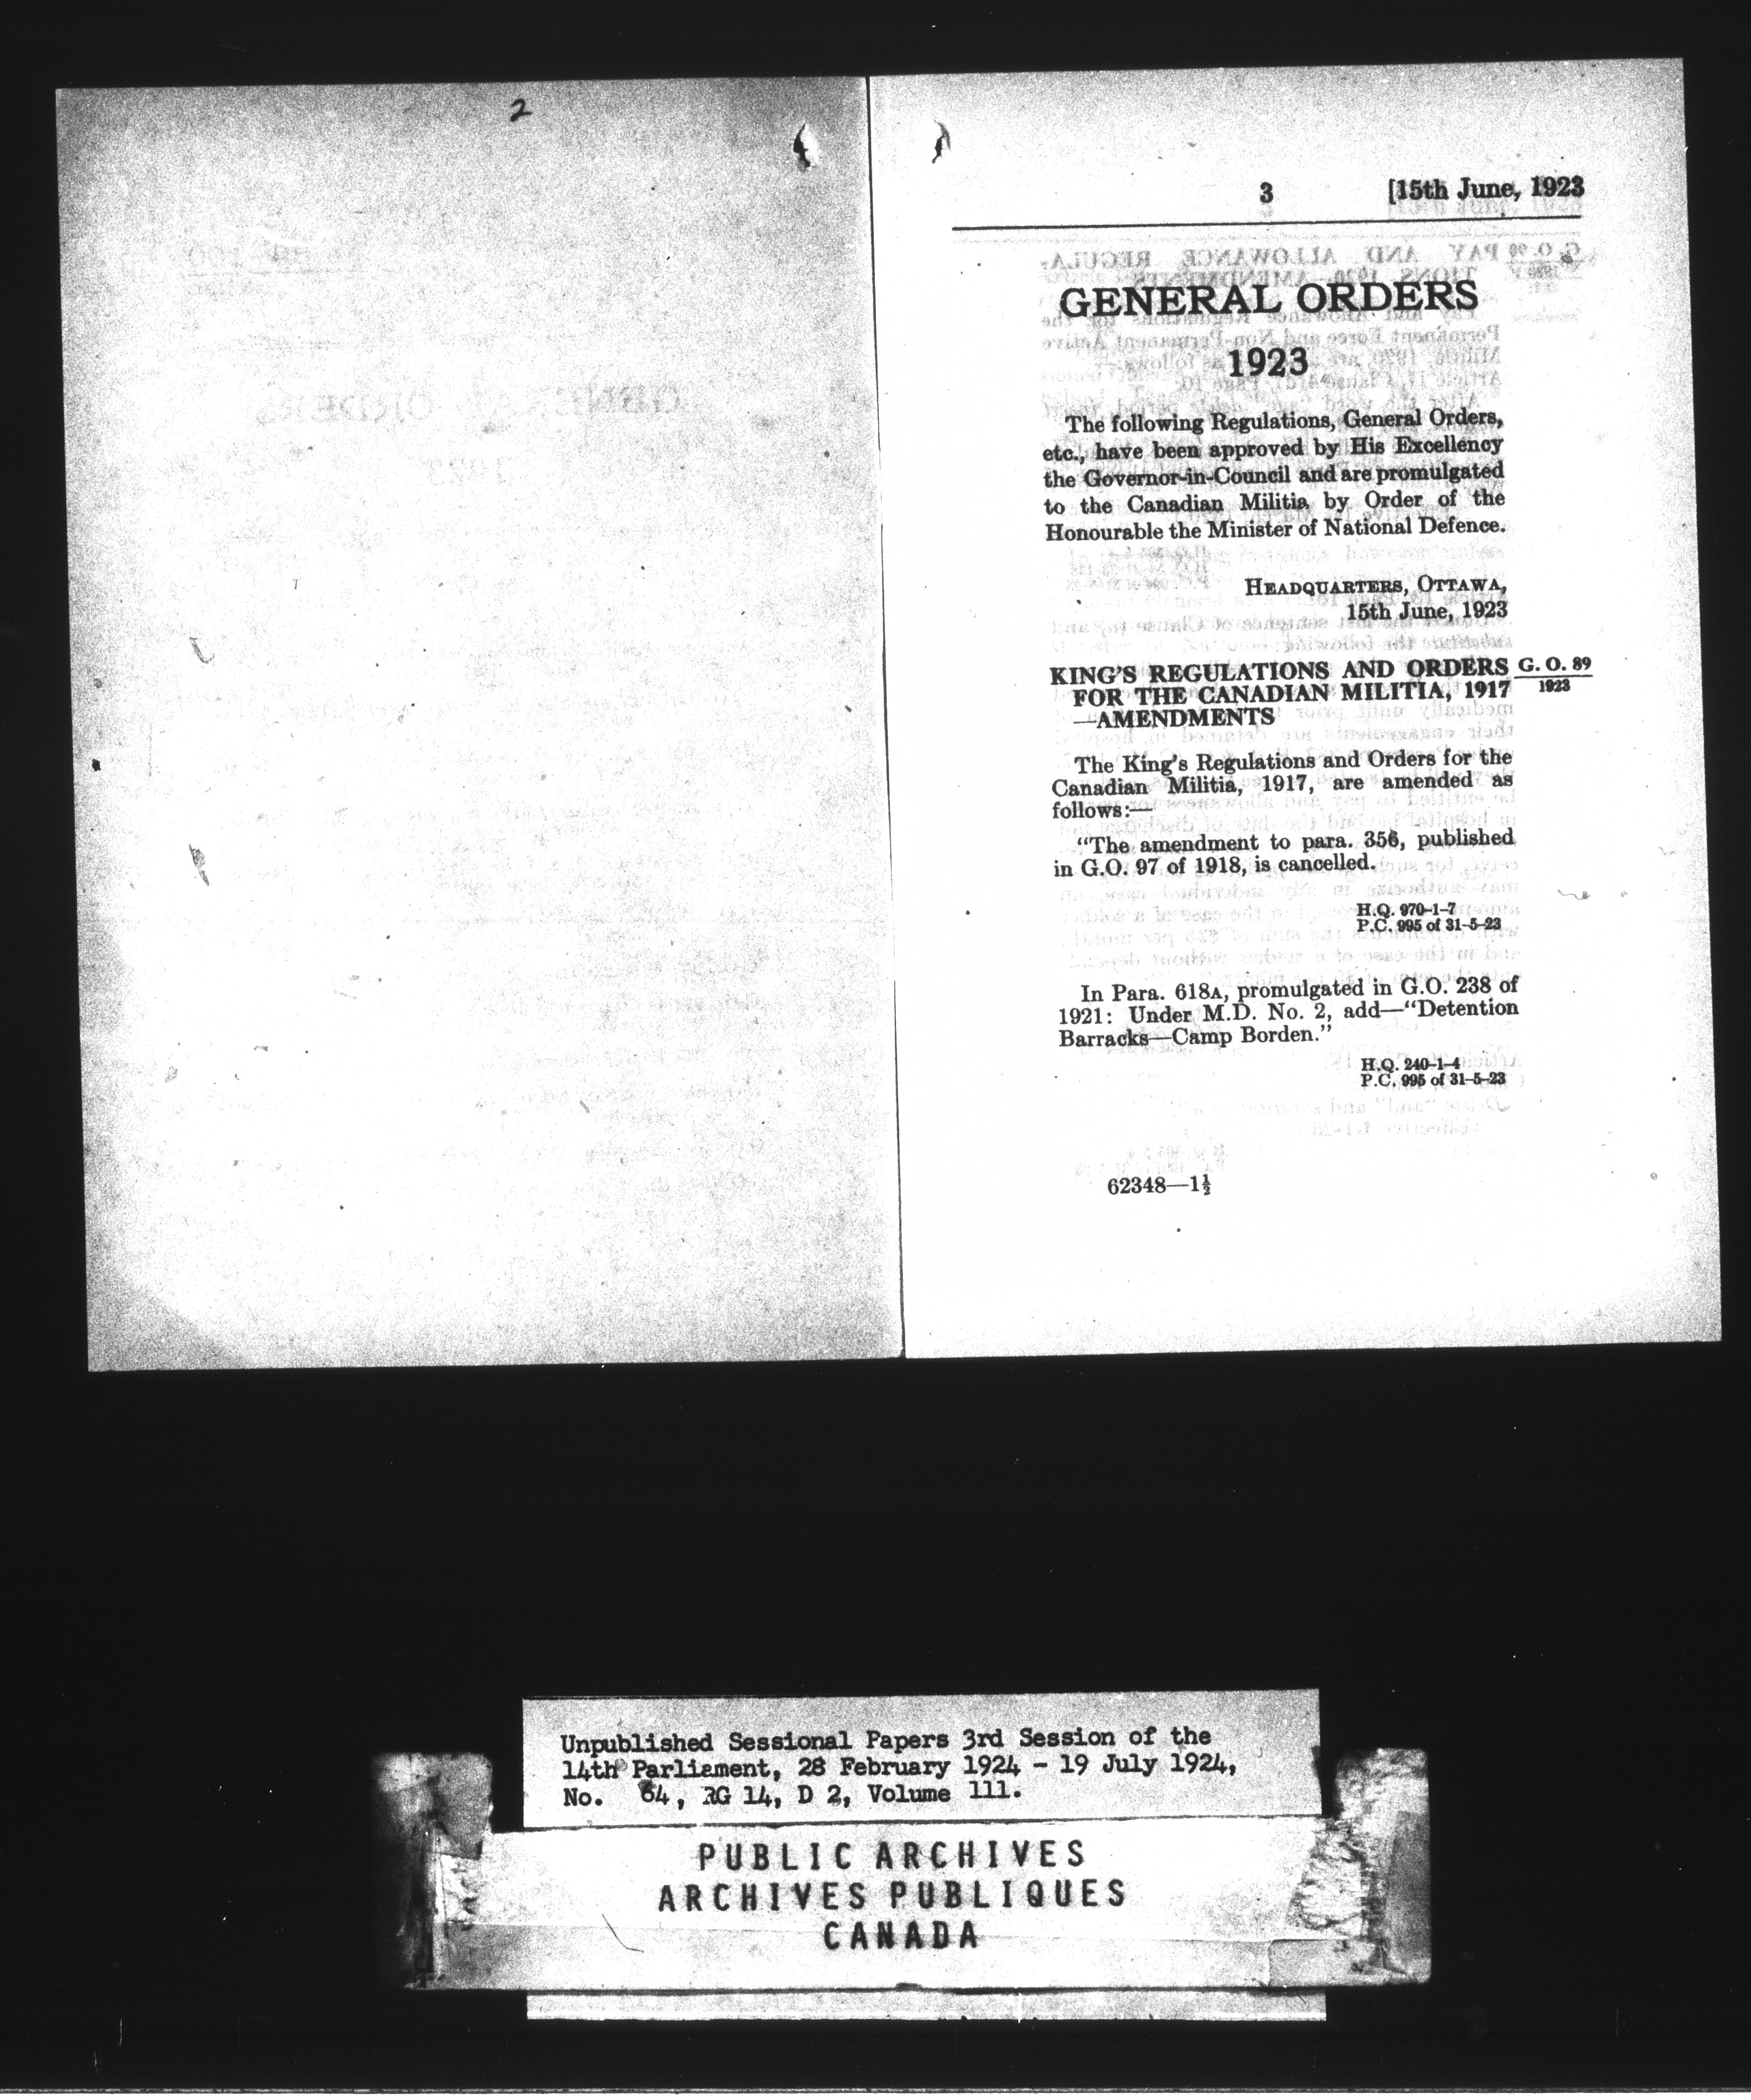 2
3 [15th June, 1923
GENERAL ORDERS
1923
The following Regulations, General Orders,
etc., have been approved by His Excellency
the Governor-in-Council and are promulgated
to the Canadian Militia by Order of the
Honourable the Minister of National Defence.
HEADQUARTERS, OTTAWA,
15th June, 1923
KING'S REGULATIONS AND ORDERS G. O. 89
FOR THE CANADIAN MILITIA, 1917 1923
—AMENDMENTS
The King's Regulations and Orders for the
Canadian Militia, 1917, are amended as
follows:—
"The amendment to para. 356, published
in G.O. 97 of 1918, is cancelled.
H.Q. 970-1-7
P.C. 995 of 31-5-23
In Para. 618A, promulgated in G.O. 238 of
1921: Under M.D. No. 2, add—"Detention
Barracks—Camp Borden."
H.Q. 240-1-4
P.C. 995 of 31-5-23
62348—1½
Unpublished Sessional Papers 3rd Session of the
14th Parliament, 28 February 1924 - 19 July 1924,
No. 64, RG 14, D 2, Volume 111.
PUBLIC ARCHIVES
ARCHIVES PUBLIQUES
CANADA